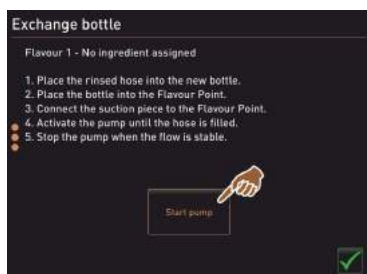 Exchange bottle
Flavour 1 - No ingredient assigned
1. Place the rinsed hose into the new bottle.
2. Place the bottle into the Flavour Point.
3. Connect the suction piece to the Flavour Point.
4. Activate the pump until the hose is filled.
5. Stop the pump when the flow is stable.
Start pump